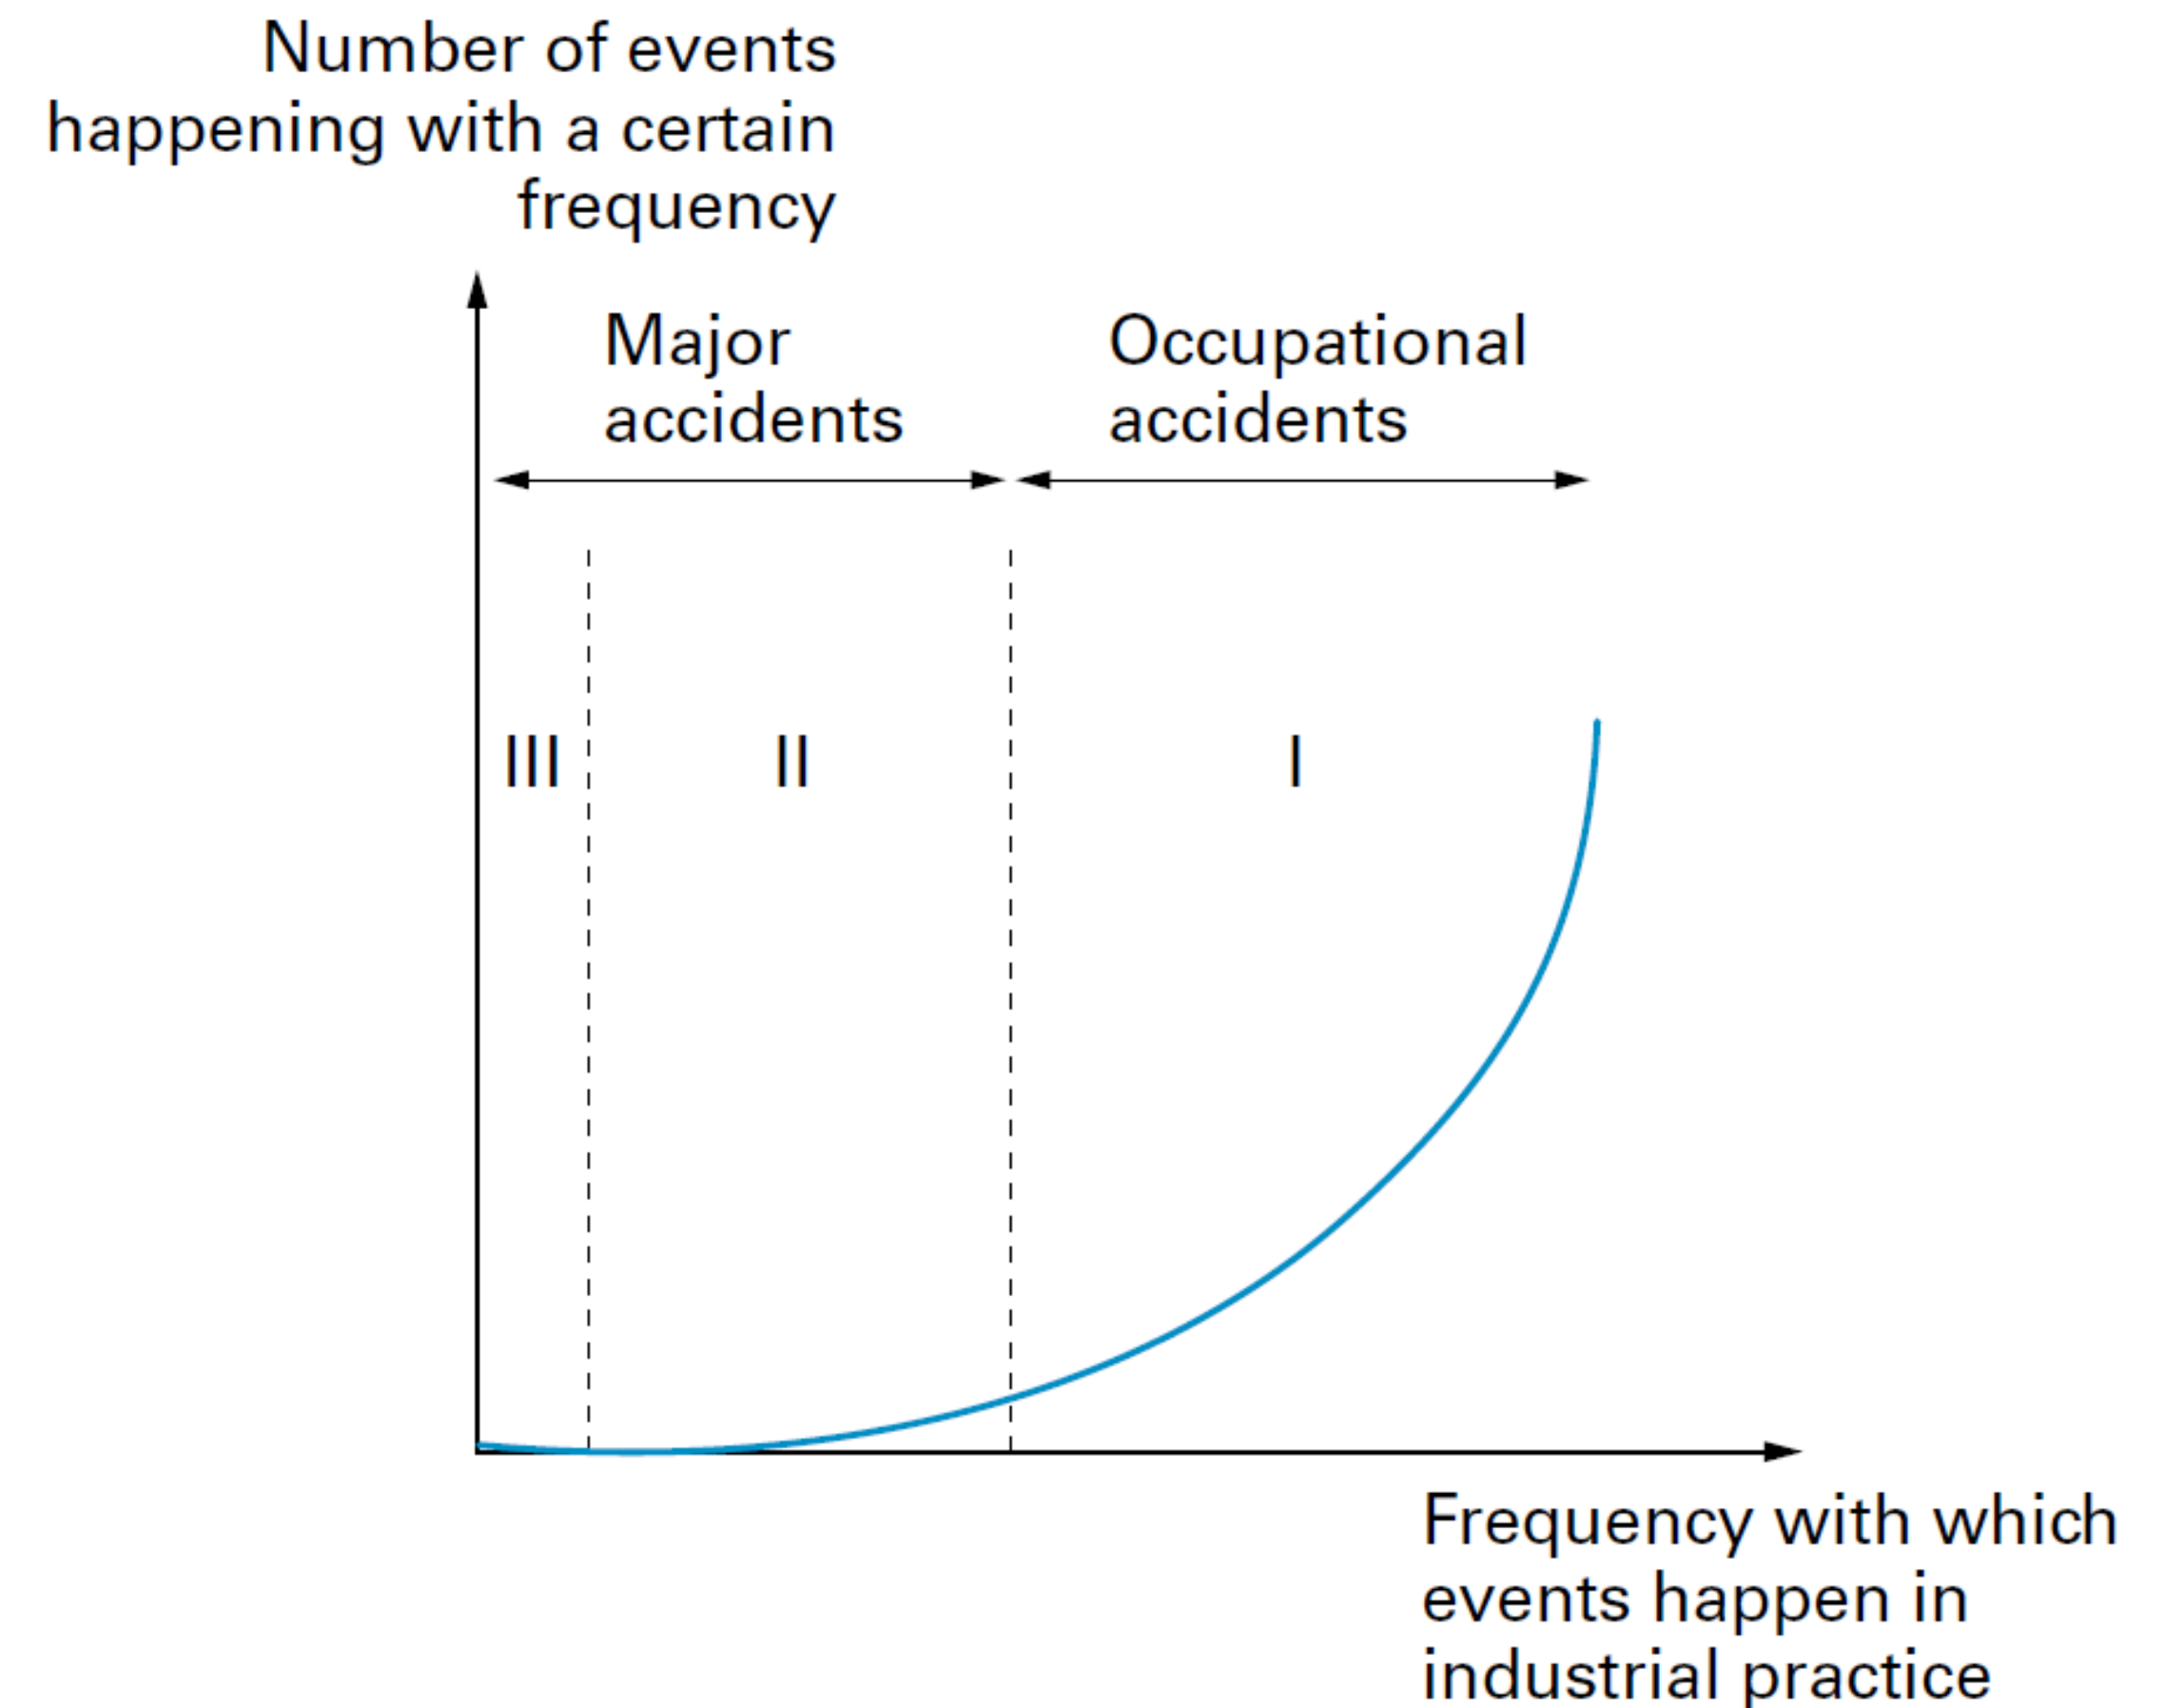 Number of events
happening with a certain
frequency
Major
accidents
Occupational
accidents
III
II
I
Frequency with which
events happen in
industrial practice